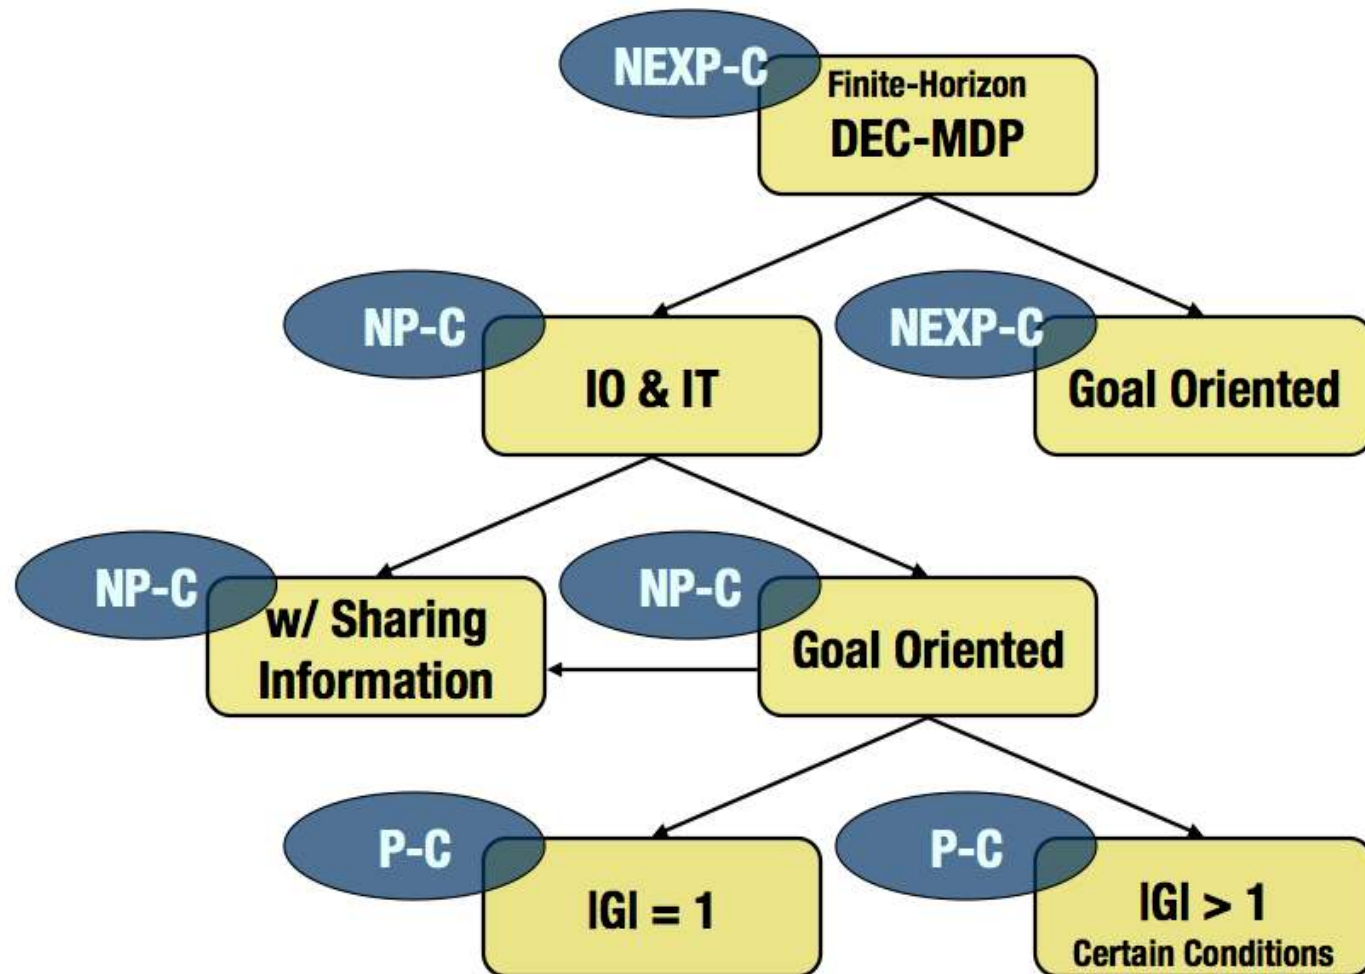 NEXP-C
Finite-Horizon
DEC-MDP
NP-C
IO & IT
NEXP-C
Goal Oriented
NP-C
w/ Sharing
Information
NP-C
Goal Oriented
P-C
|G| = 1
P-C
|G| > 1
Certain Conditions